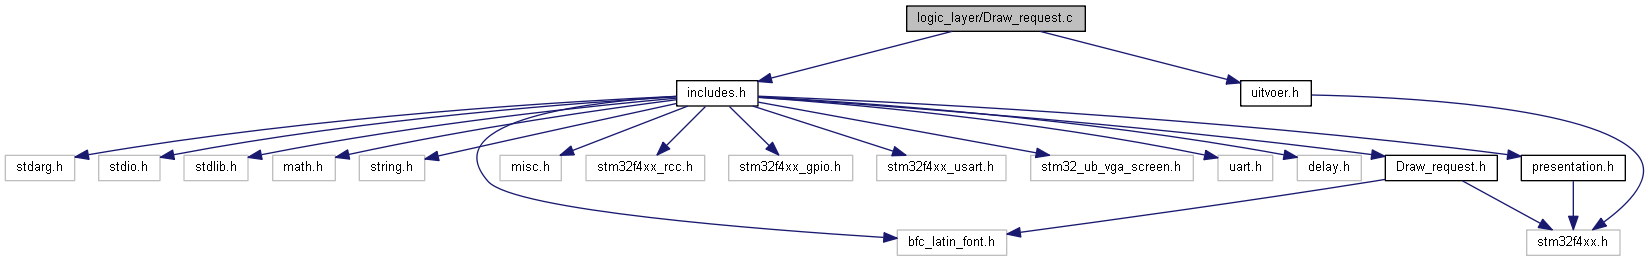 logic_layer/Draw_request.c
includes.h
uitvoer.h
stdarg.h
stdio.h
stdlib.h
math.h
string.h
misc.h
stm32f4xx_rcc.h
stm32f4xx_gpio.h
stm32f4xx_usart.h
stm32_ub_vga_screen.h
uart.h
delay.h
Draw_request.h
presentation.h
bfc_latin_font.h
stm32f4xx.h